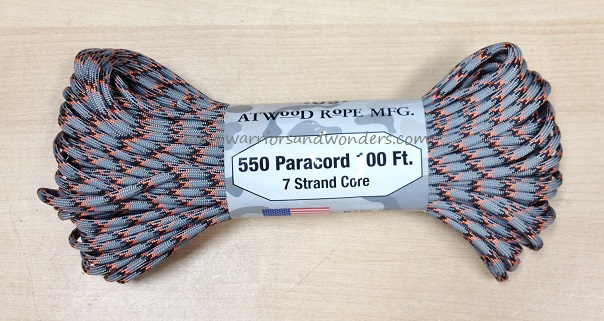 ATWOOD ROPE MFG.
warriorsandwonders.com
550 Paracord 100 Ft.
7 Strand Core